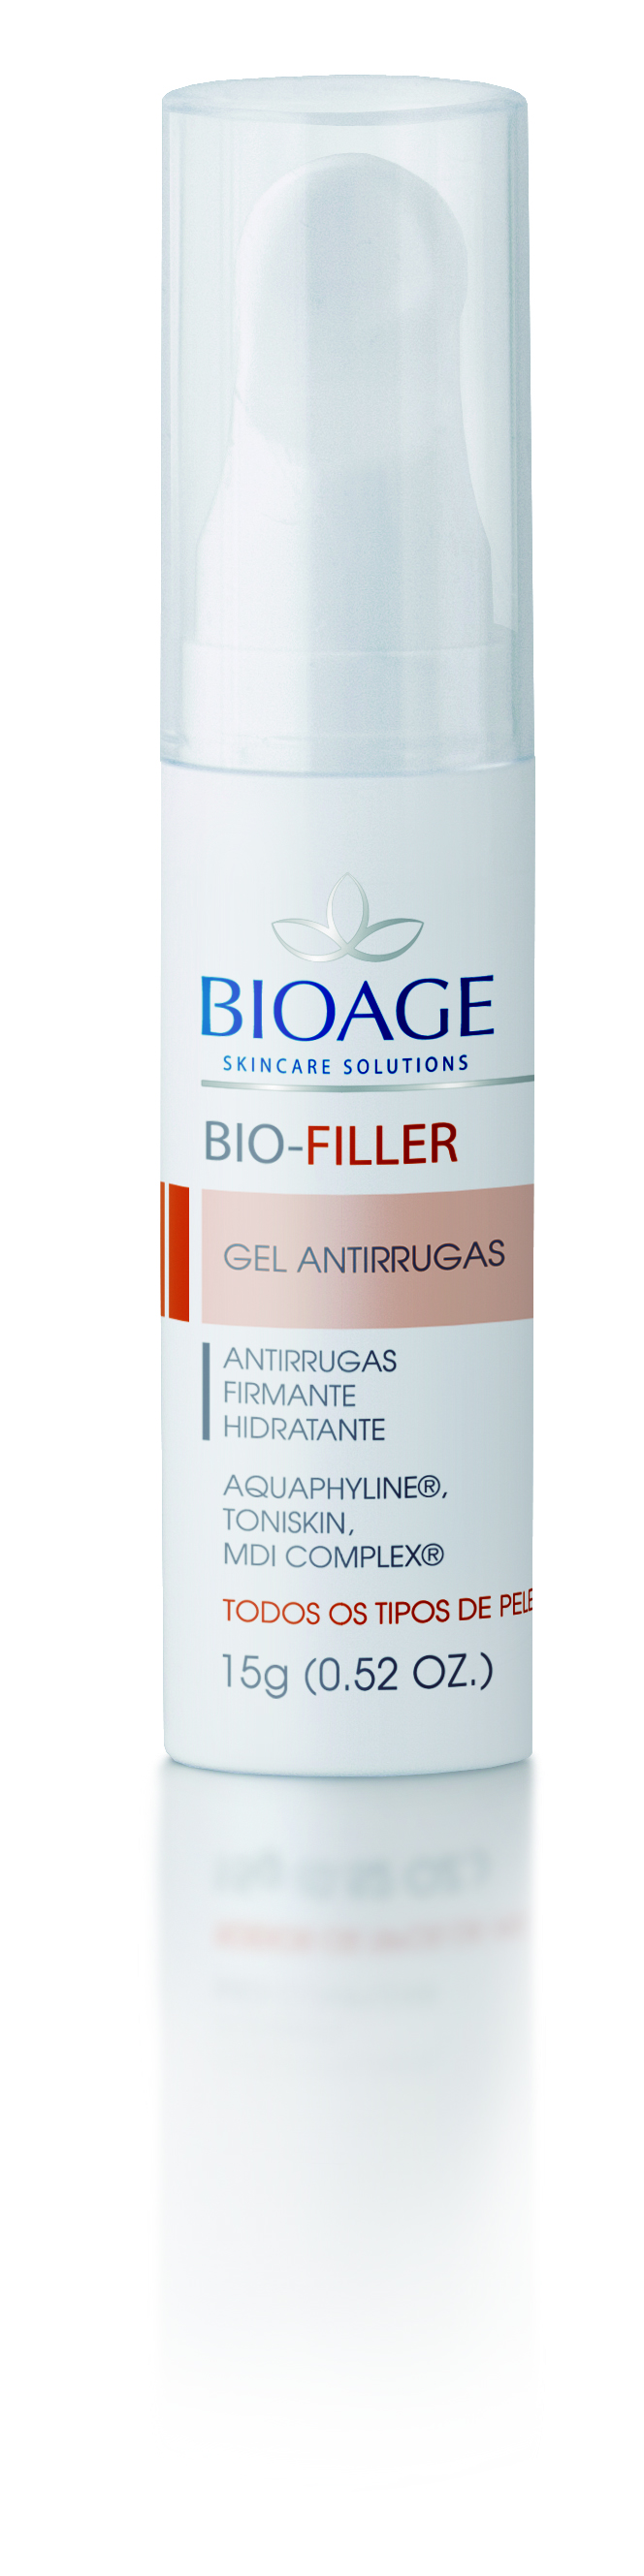 BIOAGE
SKINCARE SOLUTIONS
BIO-FILLER
GEL ANTIRRUGAS
ANTIRRUGAS
FIRMANTE
HIDRATANTE
AQUAPHYLINE®,
TONISKIN,
MDI COMPLEX®
TODOS OS TIPOS DE PELE
15g (0.52 OZ.)